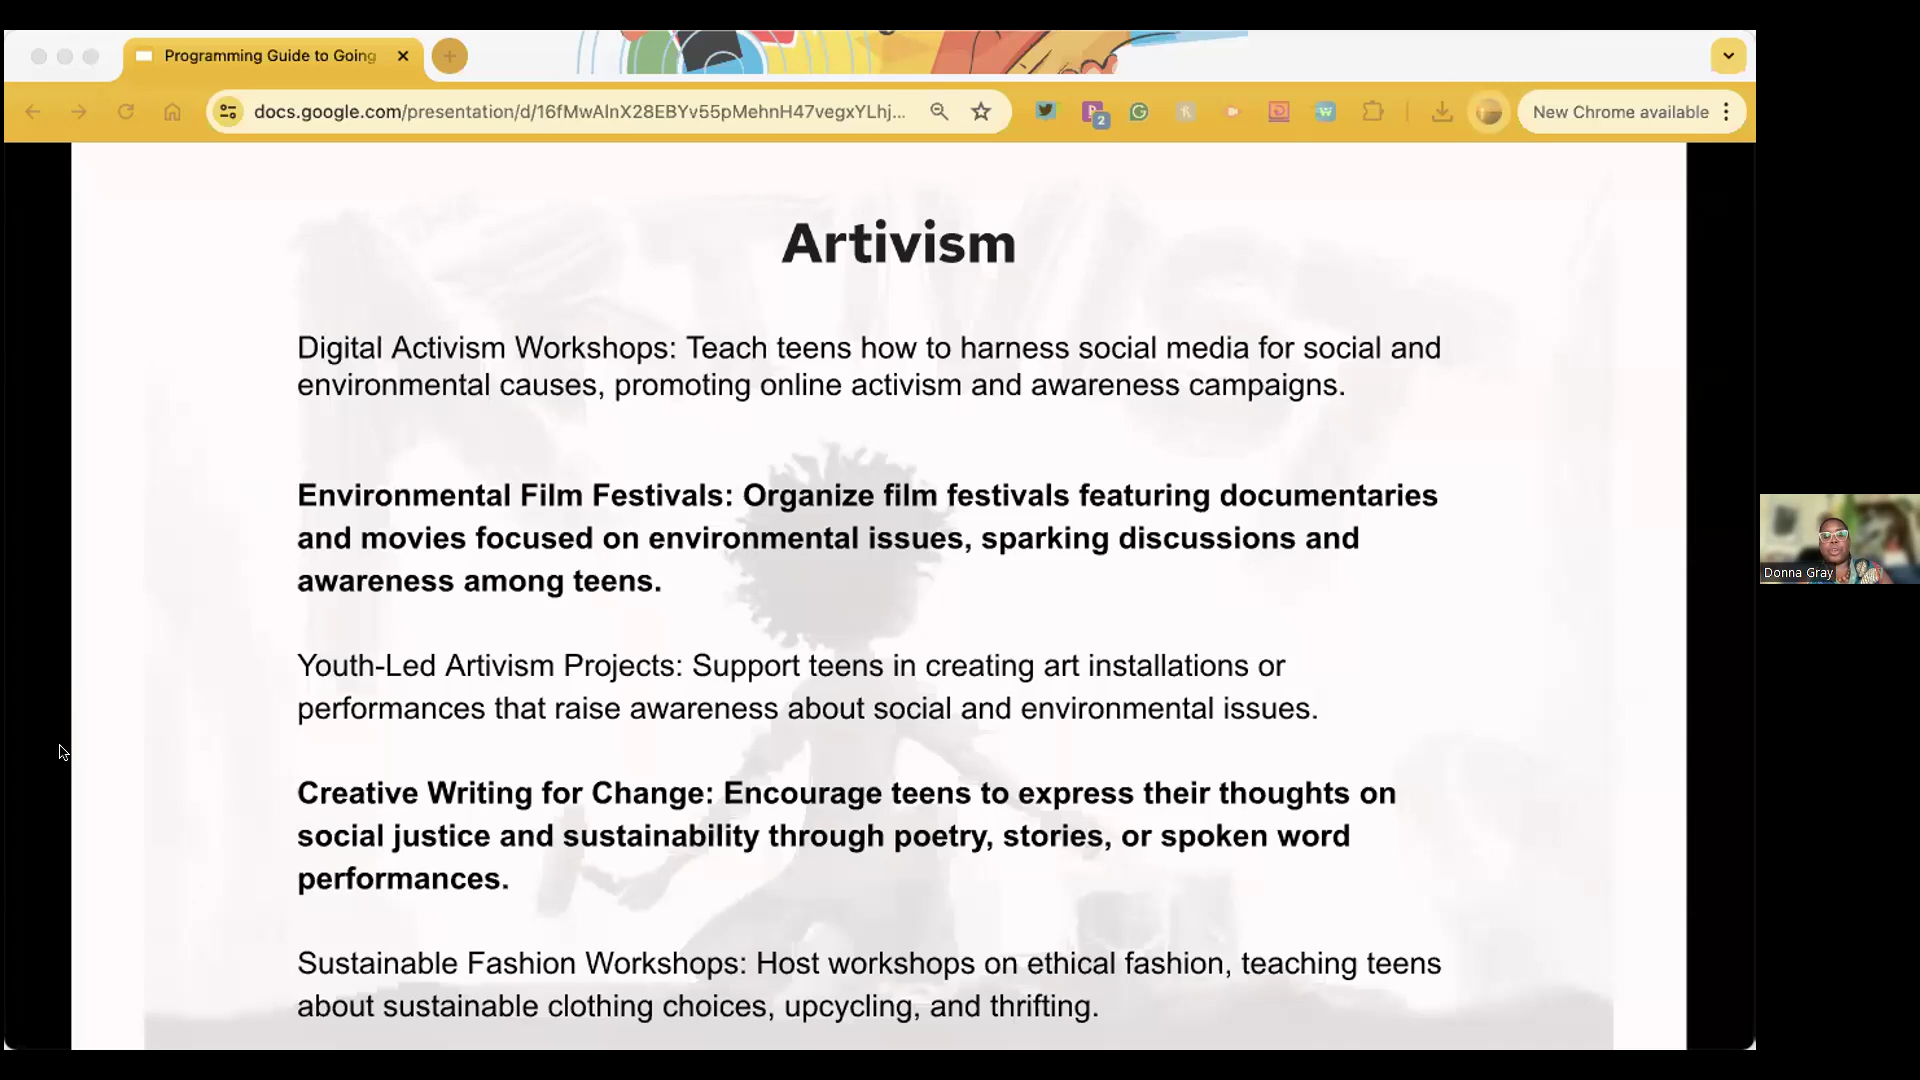 Programming Guide to Going
docs.google.com/presentation/d/16fMwAlnX28EBYv55pMehnH47vegxYLhj...
2
New Chrome available
Artivism
Digital Activism Workshops: Teach teens how to harness social media for social and
environmental causes, promoting online activism and awareness campaigns.
Environmental Film Festivals: Organize film festivals featuring documentaries
and movies focused on environmental issues, sparking discussions and
awareness among teens.
Youth-Led Artivism Projects: Support teens in creating art installations or
performances that raise awareness about social and environmental issues.
Creative Writing for Change: Encourage teens to express their thoughts on
social justice and sustainability through poetry, stories, or spoken word
performances.
Sustainable Fashion Workshops: Host workshops on ethical fashion, teaching teens
about sustainable clothing choices, upcycling, and thrifting.
Donna Gray